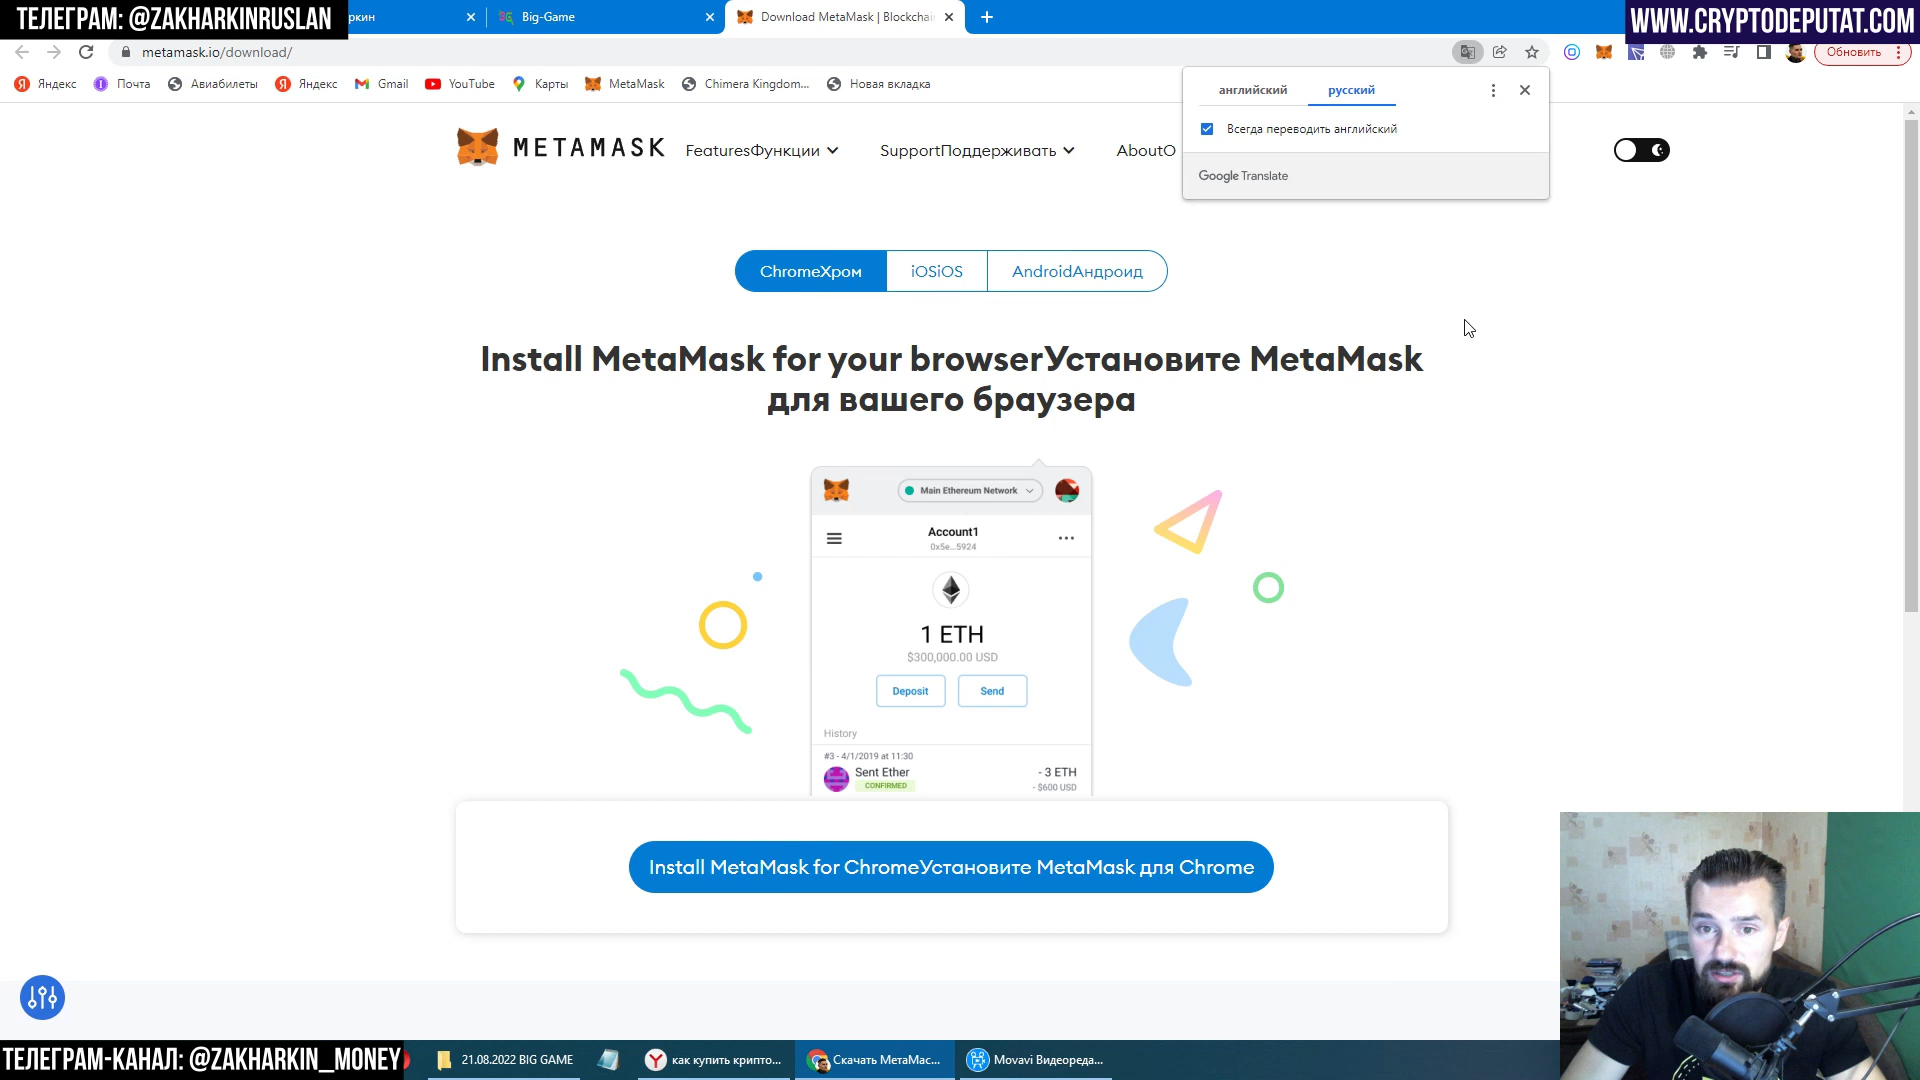 ТЕЛЕГРАМ: @ZAKHARKINRUSLAN
ркин
Big-Game
Download MetaMask | Blockchai
WWW.CRYPTODEPUTAT.COM
metamask.io/download/
Обновить
Яндекс
Почта
Авиабилеты
Яндекс
Gmail
YouTube
Карты
MetaMask
Chimera Kingdom...
Новая вкладка
английский
русский
Всегда переводить английский
Google Translate
METAMASK
FeaturesФункции
SupportПоддерживать
AboutО
ChromeХром
iOSiOS
AndroidАндроид
Install MetaMask for your browserУстановите MetaMask
для вашего браузера
Main Ethereum Network
Account1
0x5e...5924
1 ETH
$300,000.00 USD
Deposit
Send
History
#3 - 4/1/2019 at 11:30
Sent Ether
- 3 ETH
CONFIRMED
- $600 USD
Install MetaMask for ChromeУстановите MetaMask для Chrome
ТЕЛЕГРАМ-КАНАЛ: @ZAKHARKIN_MONEY
21.08.2022 BIG GAME
как купить крипто...
Скачать МетаМас...
Movavi Видеореда...